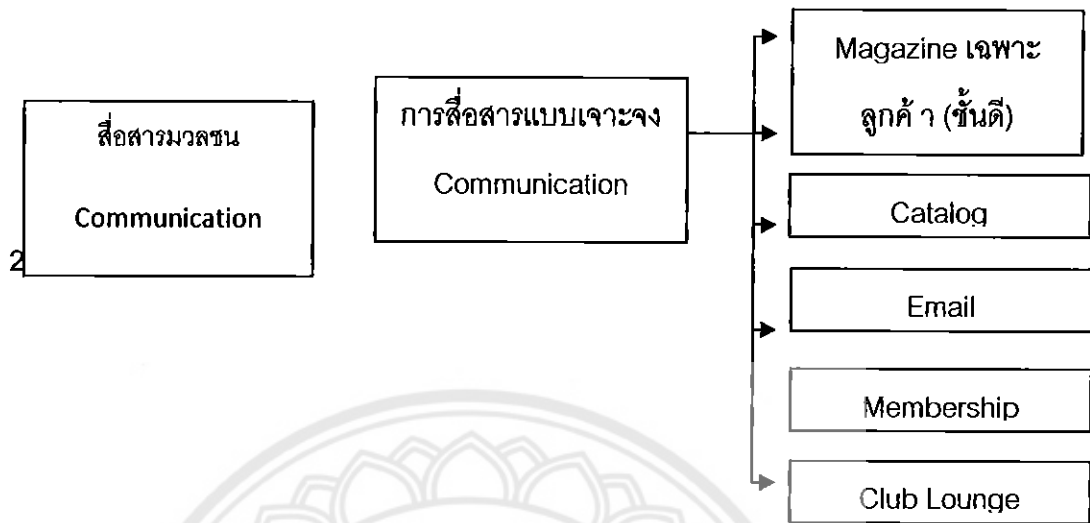 สื่อสารมวลชน
Communication
2
การสื่อสารแบบเจาะจง
Communication
Magazine เฉพาะ
ลูกค้ า (ชั้นดี)
Catalog
Email
Membership
Club Lounge